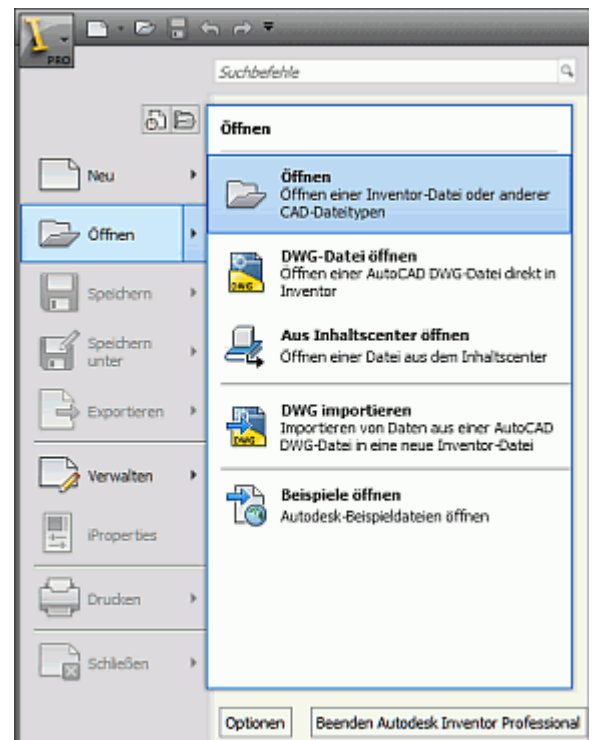 PRO
Suchbefehle
Öffnen
Neu
Öffnen
Speichern
Speichern
unter
Exportieren
Verwalten
iProperties
Drucken
Schließen
Öffnen
Öffnen einer Inventor-Datei oder anderer
CAD-Dateitypen
DWG-Datei öffnen
Öffnen einer AutoCAD DWG-Datei direkt in
Inventor
DWG
Aus Inhaltscenter öffnen
Öffnen einer Datei aus dem Inhaltscenter
DWG importieren
Importieren von Daten aus einer AutoCAD
DWG-Datei in eine neue Inventor-Datei
DWG
Beispiele öffnen
Autodesk-Beispieldateien öffnen
Optionen
Beenden Autodesk Inventor Professional